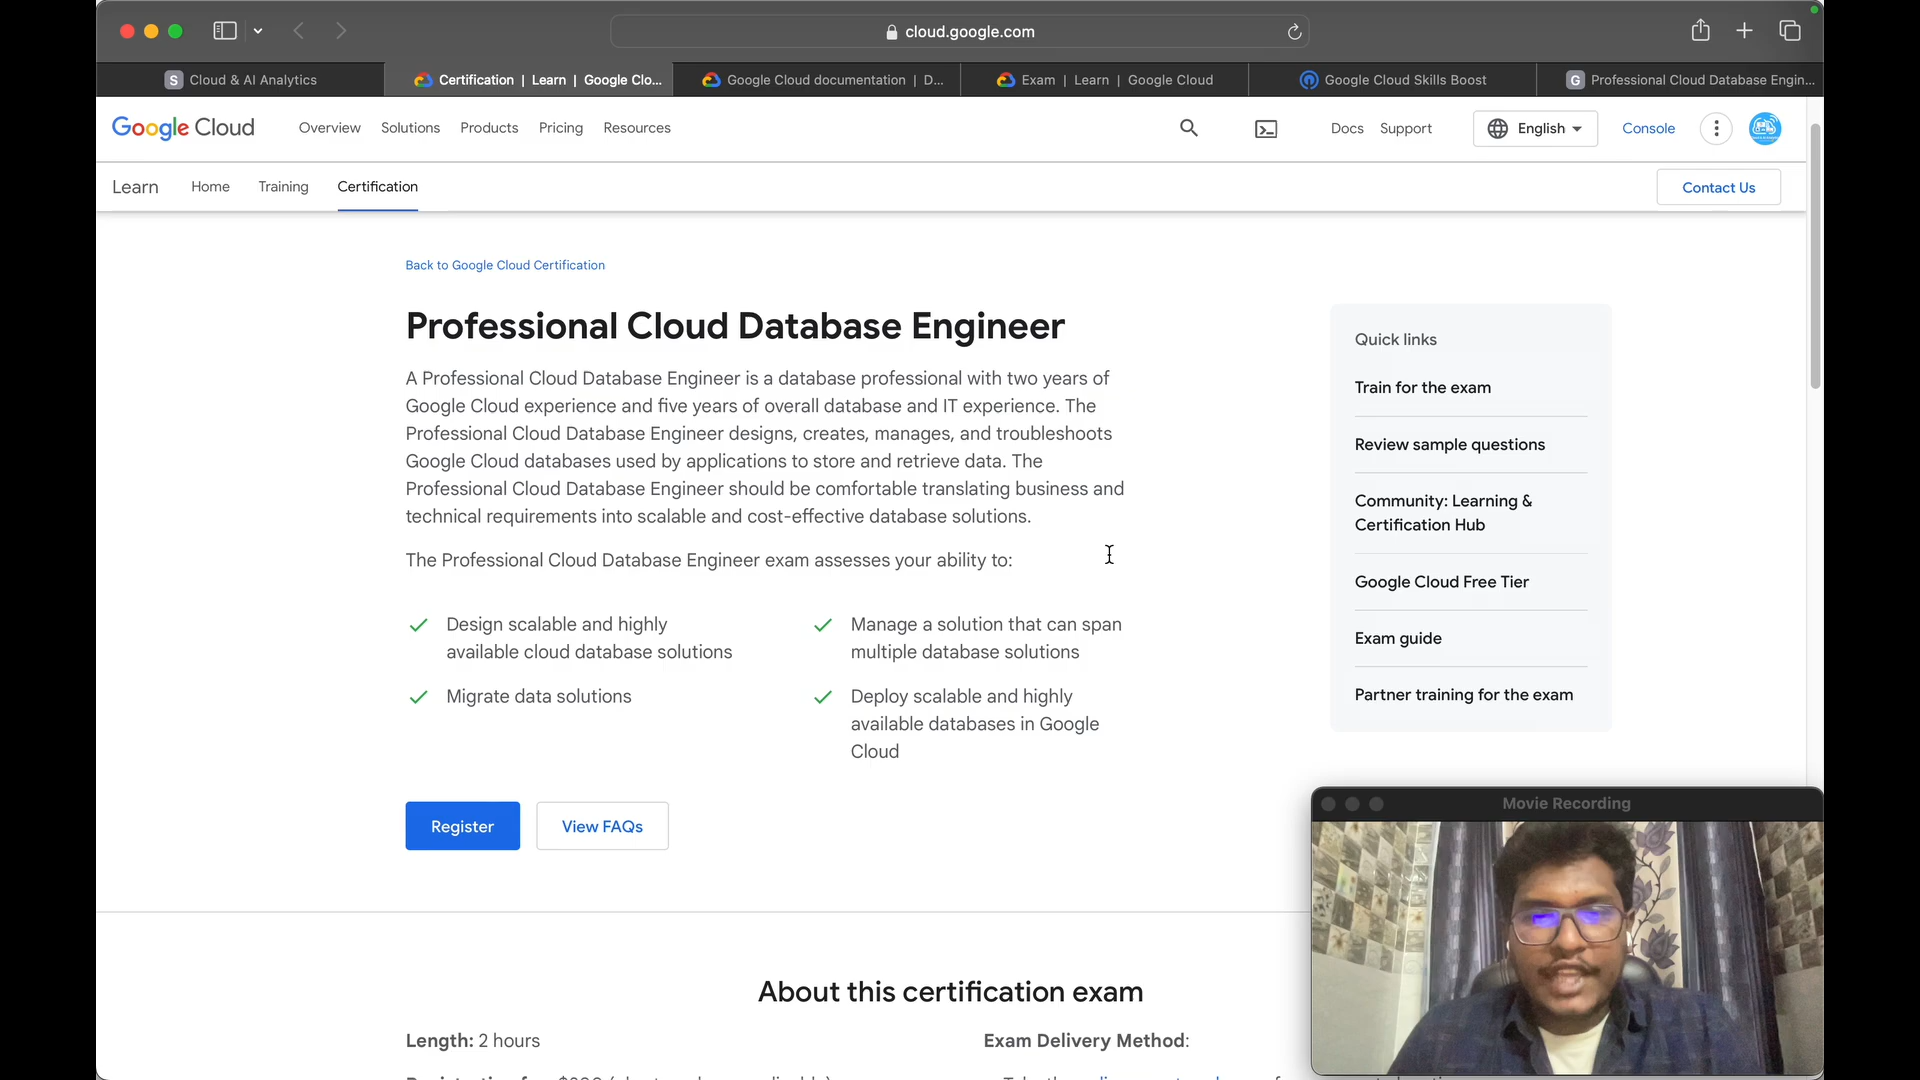 cloud.google.com
S Cloud & AI Analytics
Certification | Learn | Google Clo...
Google Cloud documentation | D...
Exam | Learn | Google Cloud
Google Cloud Skills Boost
G Professional Cloud Database Engin...
Google Cloud Overview Solutions Products Pricing Resources Docs Support English Console
Learn Home Training Certification Contact Us
Back to Google Cloud Certification
Professional Cloud Database Engineer
A Professional Cloud Database Engineer is a database professional with two years of
Google Cloud experience and five years of overall database and IT experience. The
Professional Cloud Database Engineer designs, creates, manages, and troubleshoots
Google Cloud databases used by applications to store and retrieve data. The
Professional Cloud Database Engineer should be comfortable translating business and
technical requirements into scalable and cost-effective database solutions.
The Professional Cloud Database Engineer exam assesses your ability to:
Design scalable and highly
available cloud database solutions
Migrate data solutions
Manage a solution that can span
multiple database solutions
Deploy scalable and highly
available databases in Google
Cloud
Register View FAQs
Quick links
Train for the exam
Review sample questions
Community: Learning &
Certification Hub
Google Cloud Free Tier
Exam guide
Partner training for the exam
Movie Recording
About this certification exam
Length: 2 hours
Exam Delivery Method: